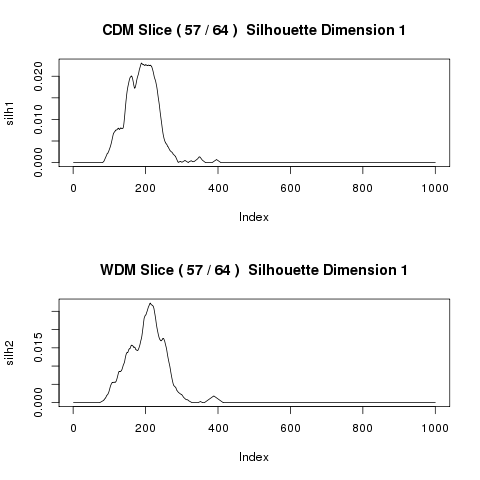 CDM Slice ( 57 / 64 )  Silhouette Dimension 1
silh1
0.020
0.010
0.000
0 200 400 600 800 1000
Index
WDM Slice ( 57 / 64 )  Silhouette Dimension 1
silh2
0.015
0.000
0 200 400 600 800 1000
Index